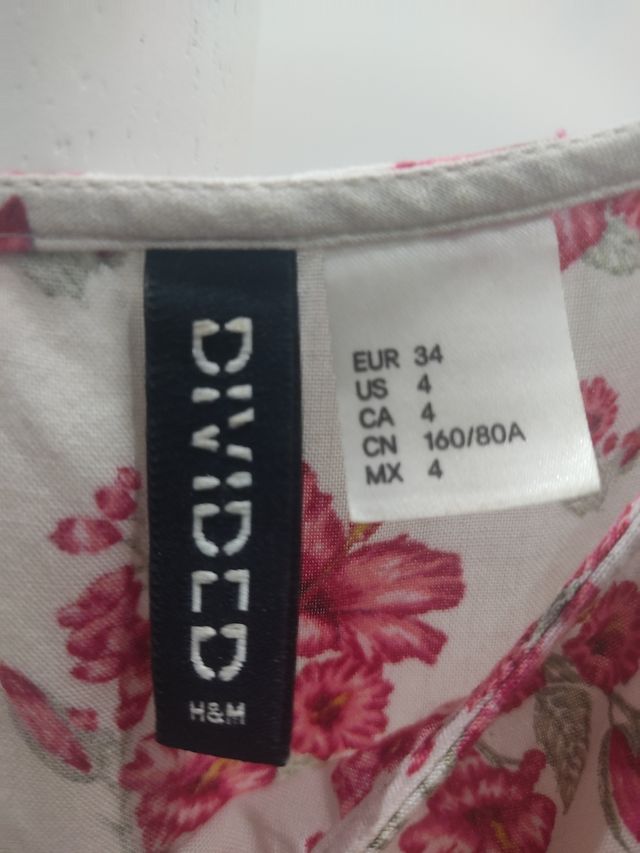 DIVIDED
H&M
EUR 34
US 4
CA 4
CN 160/80A
MX 4